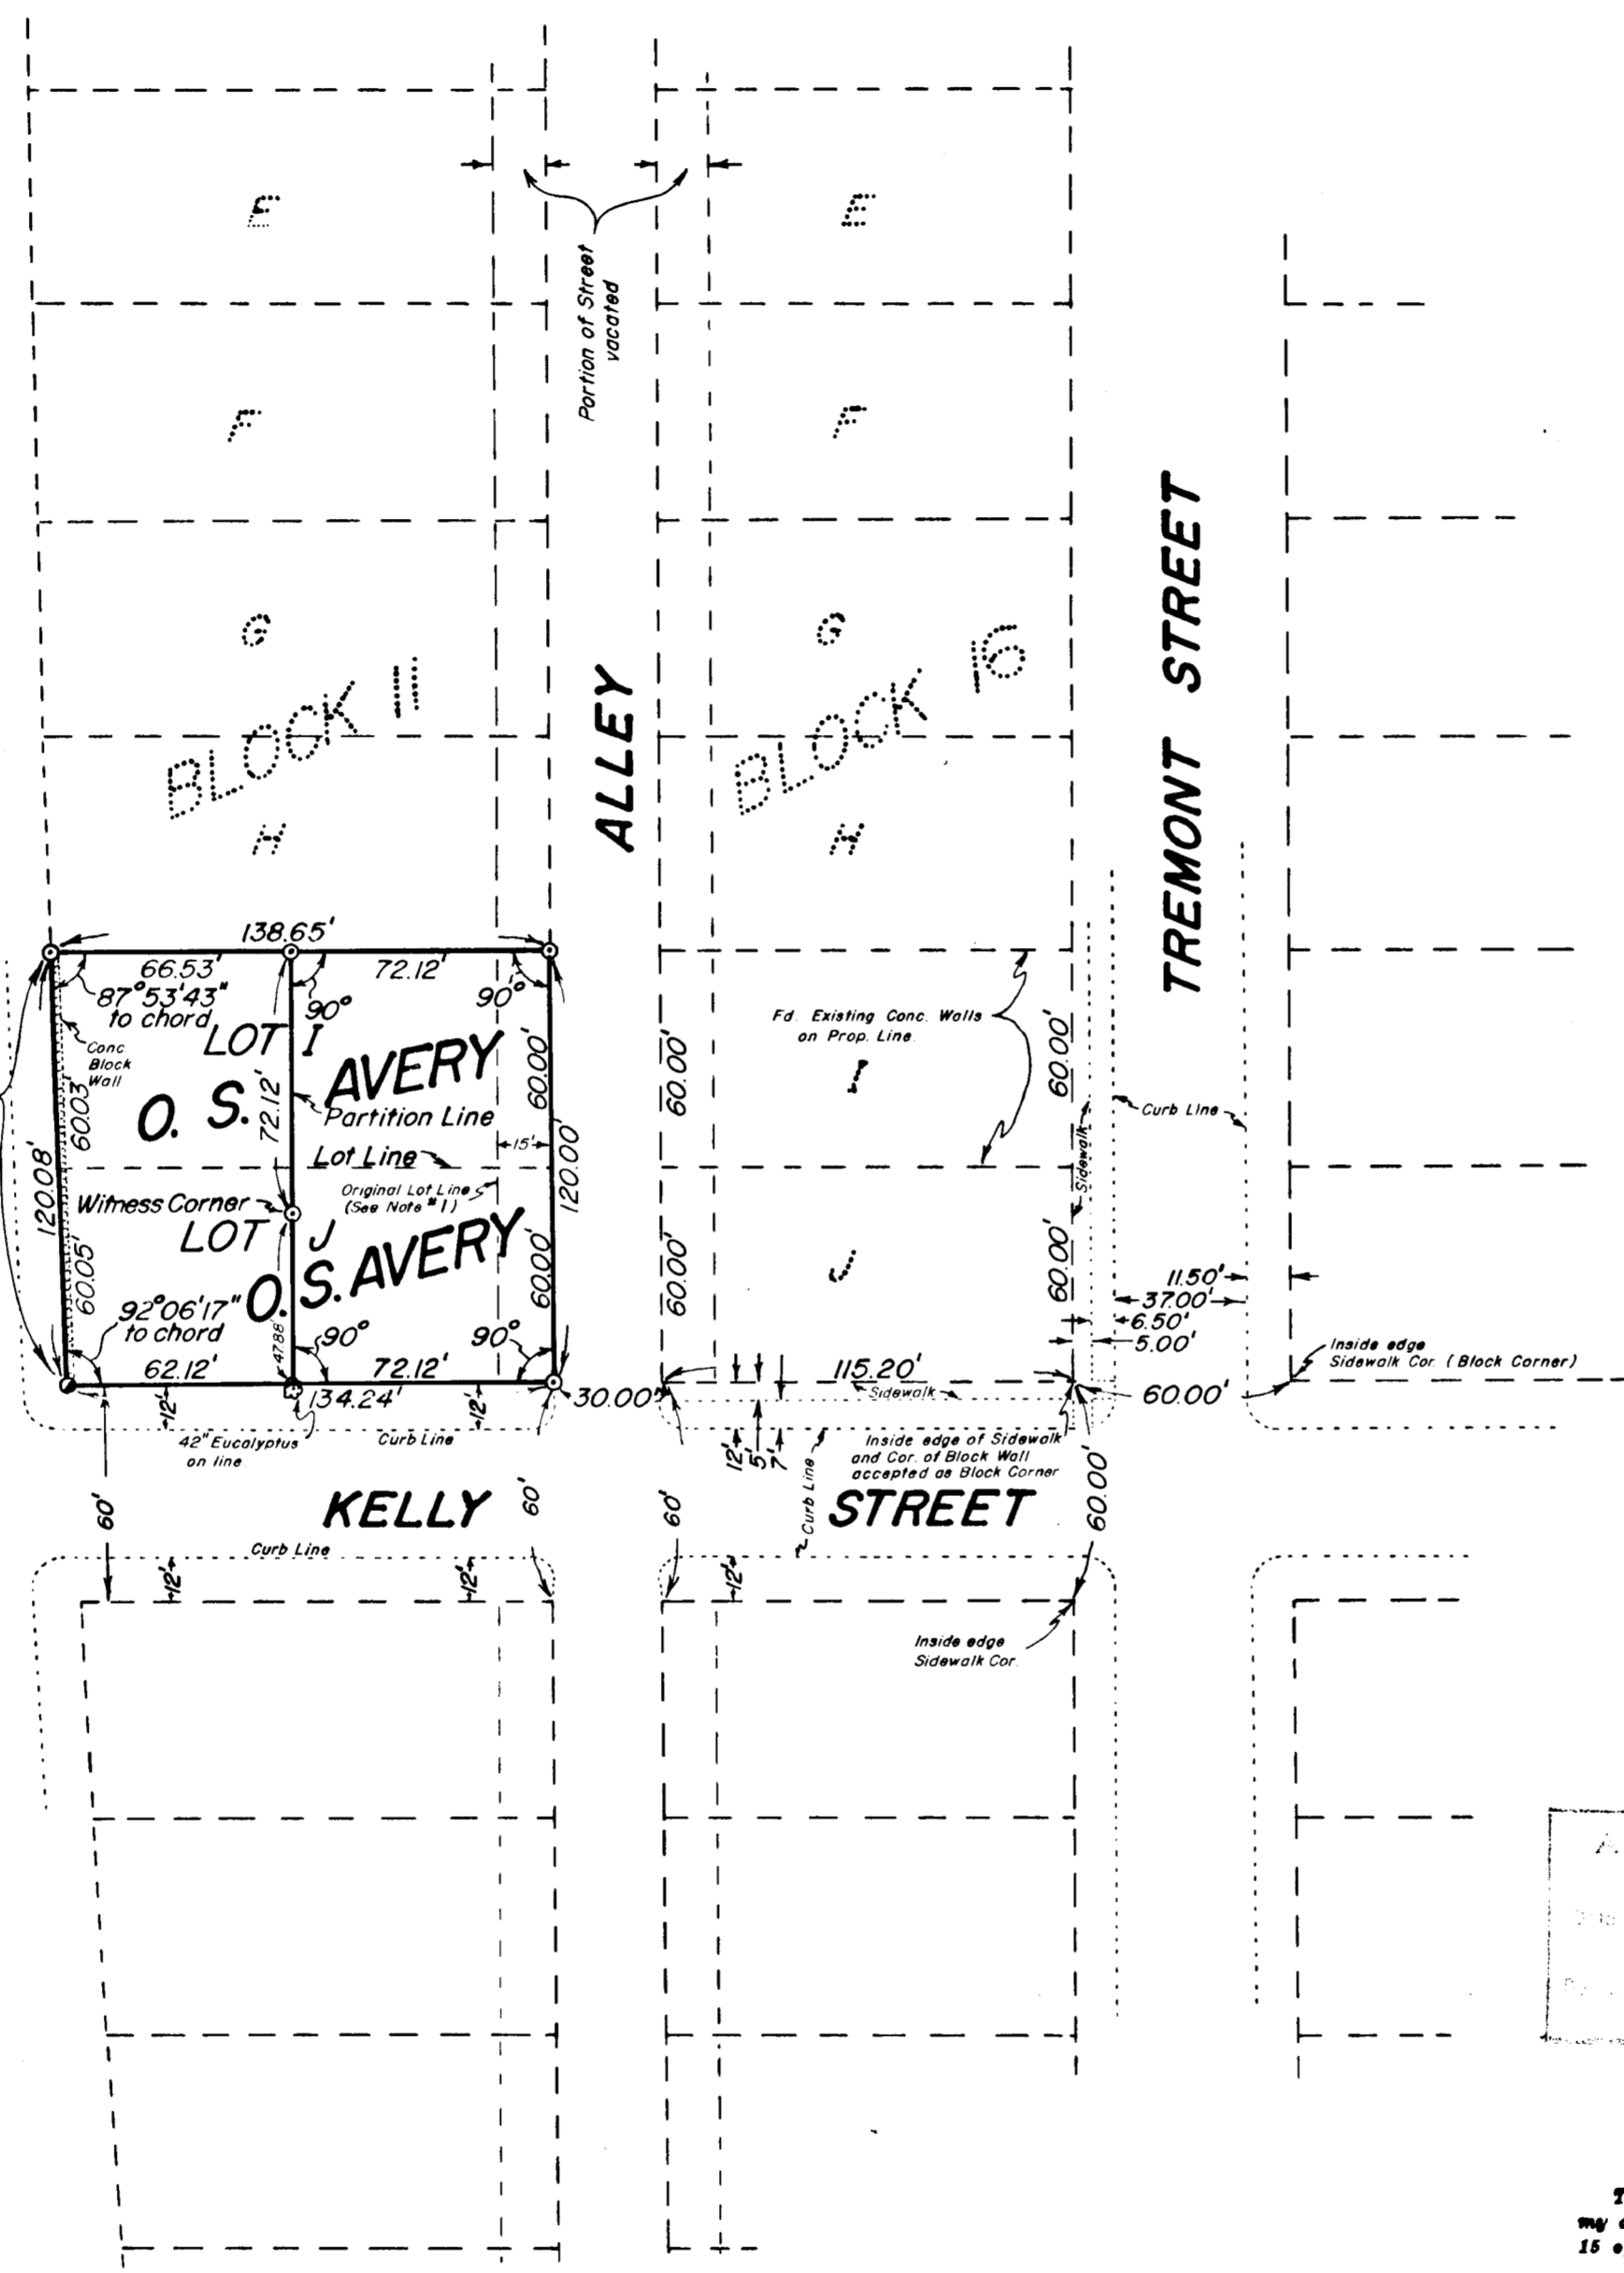 E
E
Portion of Street
vacated
F
F
TREMONT STREET
G
G
BLOCK 11
BLOCK 16
ALLEY
H
H
138.65'
66.53'
72.12'
87°53'43"
to chord
90°
90°
LOT I
Conc.
Block
Wall
O. S. AVERY
60.03'
72.12'
Partition Line
60.00'
60.00'
Fd. Existing Conc. Walls
on Prop. Line.
I
60.00'
Curb Line
Sidewalk
15'
Lot Line
120.08'
120.00'
Original Lot Line
(See Note #1)
Witness Corner
LOT J
O. S. AVERY
60.05'
60.00'
60.00'
J
60.00'
92°06'17"
to chord
47.88'
90°
90°
11.50'
37.00'
6.50'
5.00'
Inside edge
Sidewalk Cor. (Block Corner)
62.12'
72.12'
134.24'
30.00'
115.20'
Sidewalk
60.00'
12'
12'
42" Eucalyptus
on line.
Curb Line
12'
5'
7'
Curb Line
Inside edge of Sidewalk
and Cor. of Block Wall
accepted as Block Corner
60'
KELLY
60'
60'
STREET
60.00'
Curb Line
12'
12'
12'
Inside edge
Sidewalk Cor.
my
15